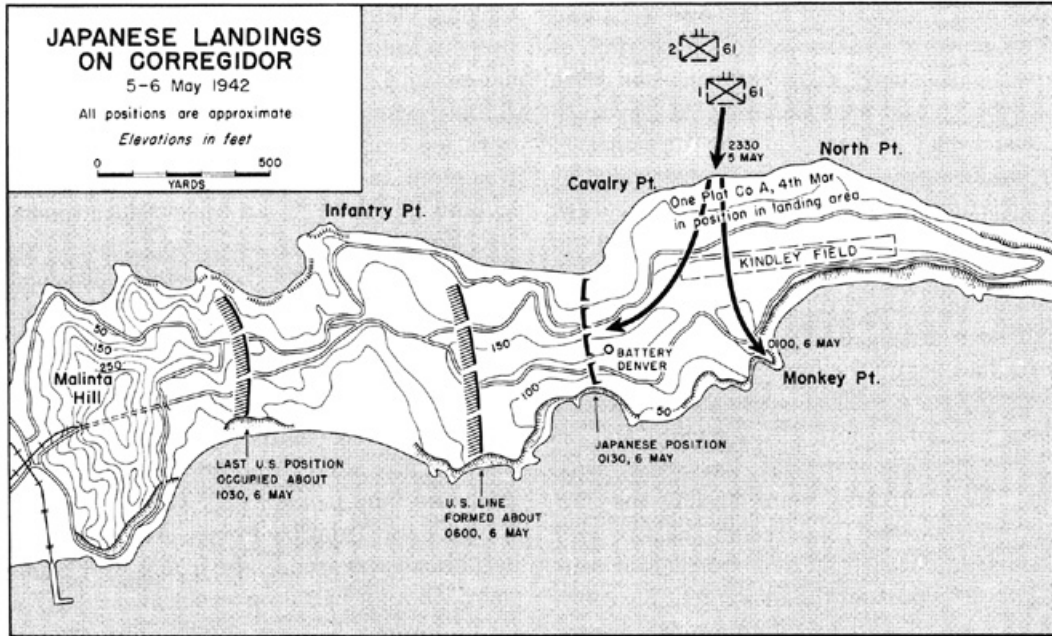 JAPANESE LANDINGS
ON CORREGIDOR
5-6 May 1942
All positions are approximate
Elevations in feet
0 500
YARDS
2 61
1 61
2330
5 MAY
North Pt.
Cavalry Pt.
One Plat Co A, 4th Mar
in position in landing area
Infantry Pt.
KINDLEY FIELD
50
150
250
Malinta
Hill
150
BATTERY
DENVER
100
50
0100, 6 MAY
Monkey Pt.
JAPANESE POSITION
0130, 6 MAY
LAST U.S. POSITION
OCCUPIED ABOUT
1030, 6 MAY
U.S. LINE
FORMED ABOUT
0600, 6 MAY